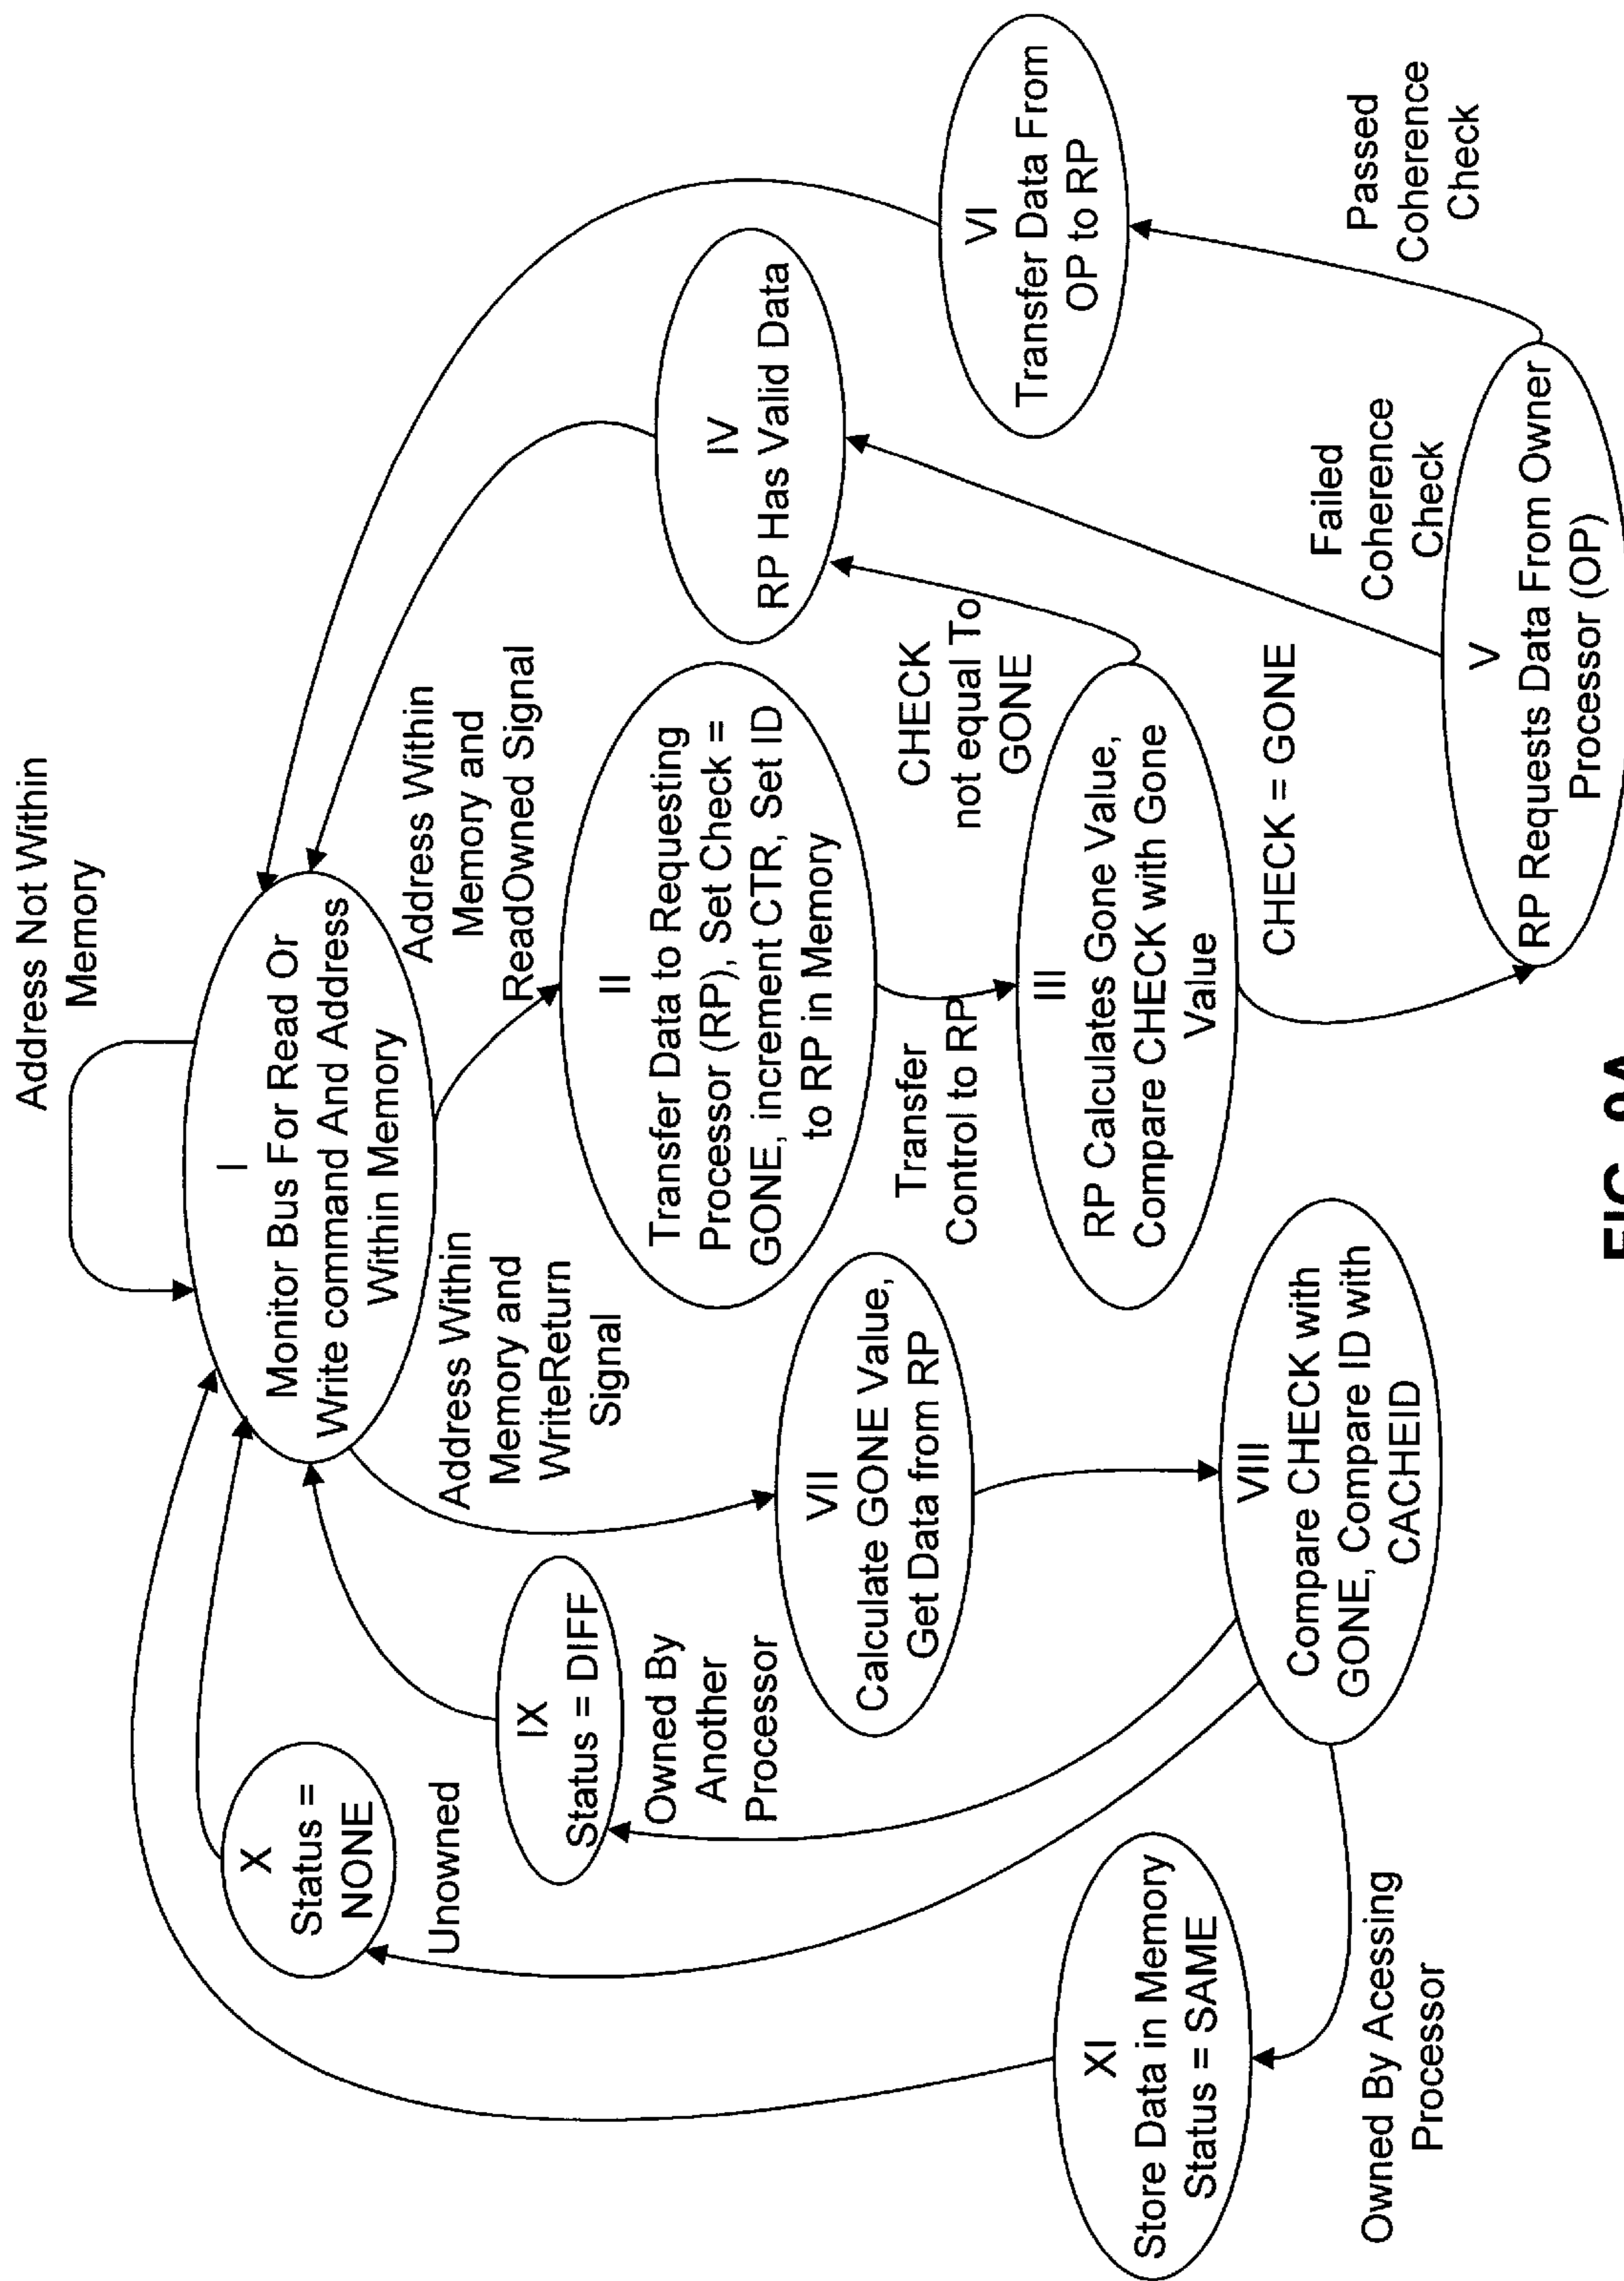 Address Not Within
Memory
I
Monitor Bus For Read Or
Write command And Address
Within Memory
Address Within
Memory and
ReadOwned Signal
Address Within
Memory and
WriteReturn
Signal
II
Transfer Data to Requesting
Processor (RP), Set Check =
GONE, increment CTR, Set ID
to RP in Memory
Transfer
Control to RP
III
RP Calculates Gone Value,
Compare CHECK with Gone
Value
CHECK
not equal To
GONE
CHECK = GONE
IV
RP Has Valid Data
V
RP Requests Data From Owner
Processor (OP)
Failed
Coherence
Check
Passed
Coherence
Check
VI
Transfer Data From
OP to RP
VII
Calculate GONE Value,
Get Data from RP
VIII
Compare CHECK with
GONE, Compare ID with
CACHEID
IX
Status = DIFF
Owned By
Another
Processor
X
Status =
NONE
Unowned
XI
Store Data in Memory
Status = SAME
Owned By Acessing
Processor
FIG. 9A